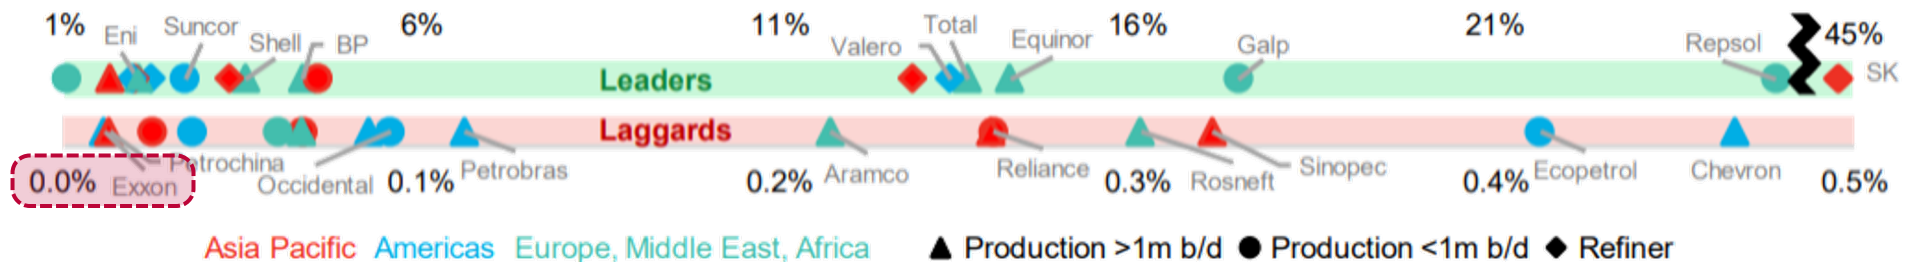 1% 6% 11% 16% 21% 45%
Eni Suncor Shell BP Valero Total Equinor Galp Repsol SK
Leaders
Laggards
Exxon Petrochina Occidental Petrobras Aramco Reliance Rosneft Sinopec Ecopetrol Chevron
0.0% 0.1% 0.2% 0.3% 0.4% 0.5%
Asia Pacific Americas Europe, Middle East, Africa Production >1m b/d Production <1m b/d Refiner